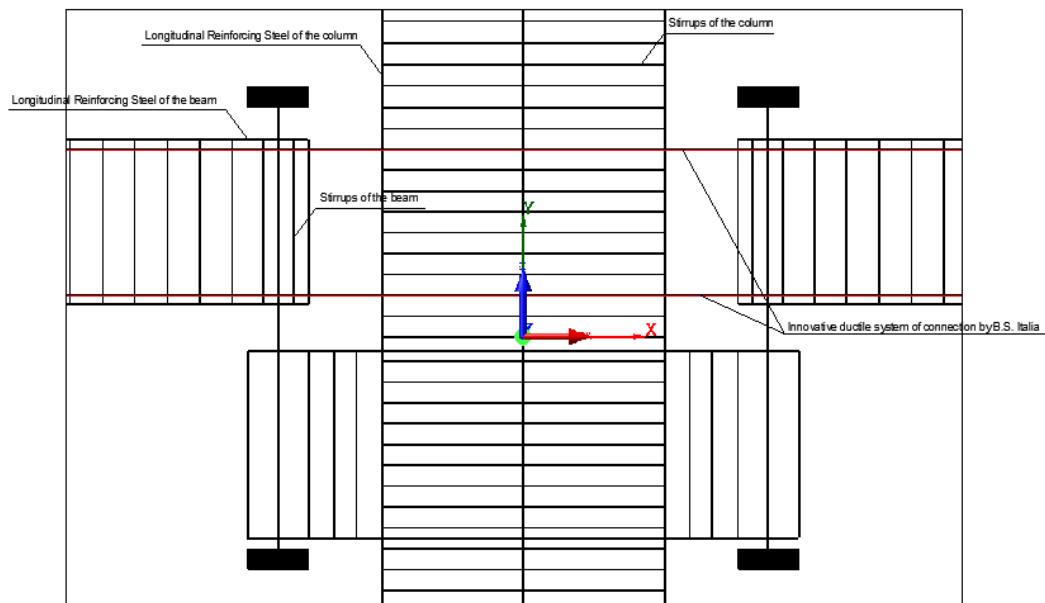 Stirrups of the column
Longitudinal Reinforcing Steel of the column
Longitudinal Reinforcing Steel of the beam
Stirrups of the beam
Y
X
Innovative ductile system of connection by B.S. Italia